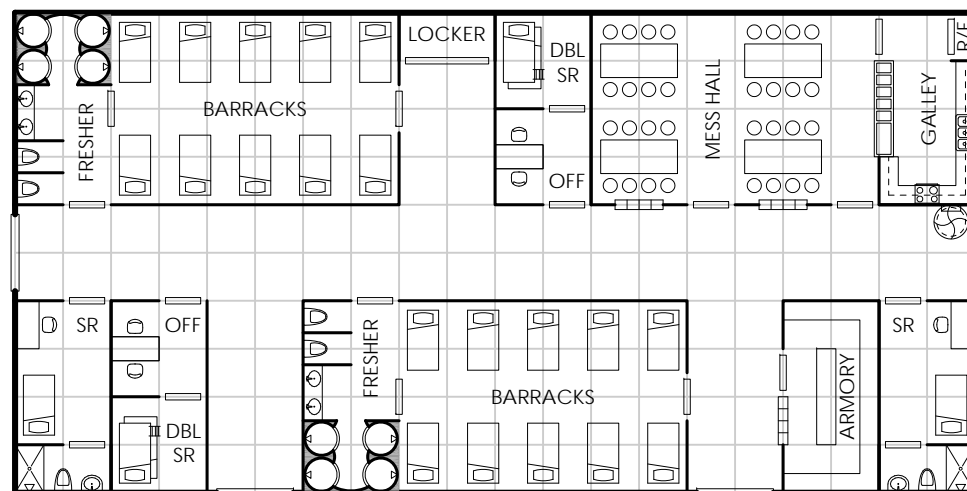 LOCKER
DBL
SR
BARRACKS
FRESHER
OFF
MESS HALL
GALLEY
R/F
SR
OFF
DBL
SR
FRESHER
BARRACKS
ARMORY
SR